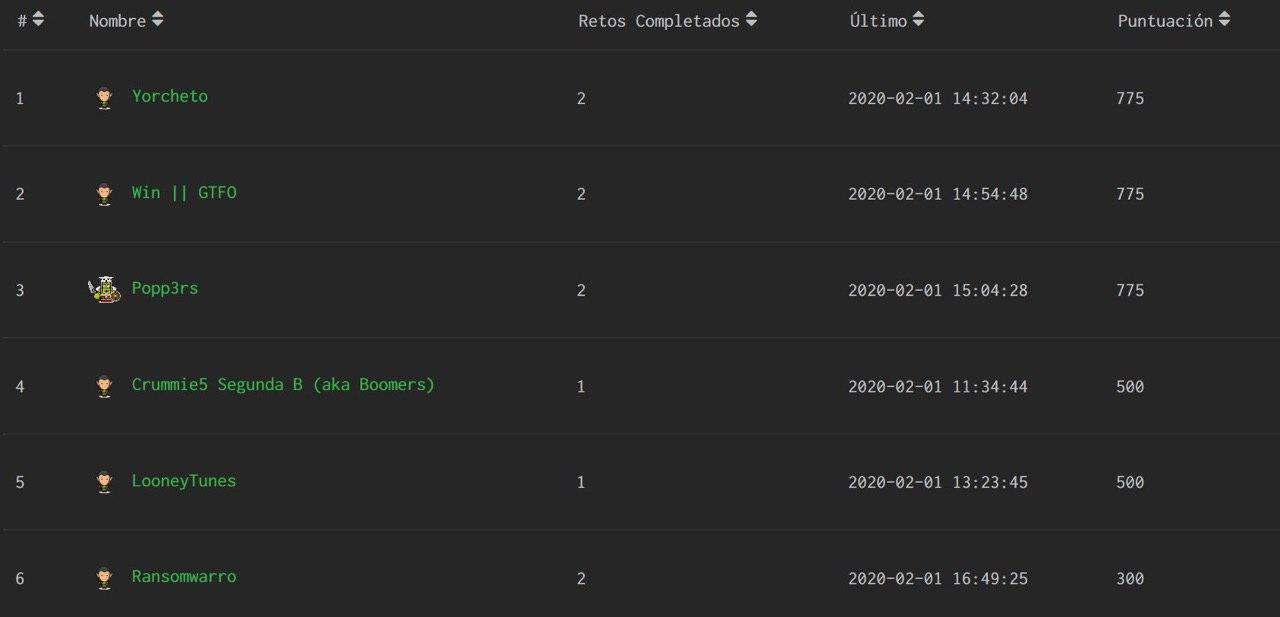 # Nombre Retos Completados Último Puntuación
1 Yorcheto 2 2020-02-01 14:32:04 775
2 Win || GTFO 2 2020-02-01 14:54:48 775
3 Popp3rs 2 2020-02-01 15:04:28 775
4 Crummie5 Segunda B (aka Boomers) 1 2020-02-01 11:34:44 500
5 LooneyTunes 1 2020-02-01 13:23:45 500
6 Ransomwarro 2 2020-02-01 16:49:25 300